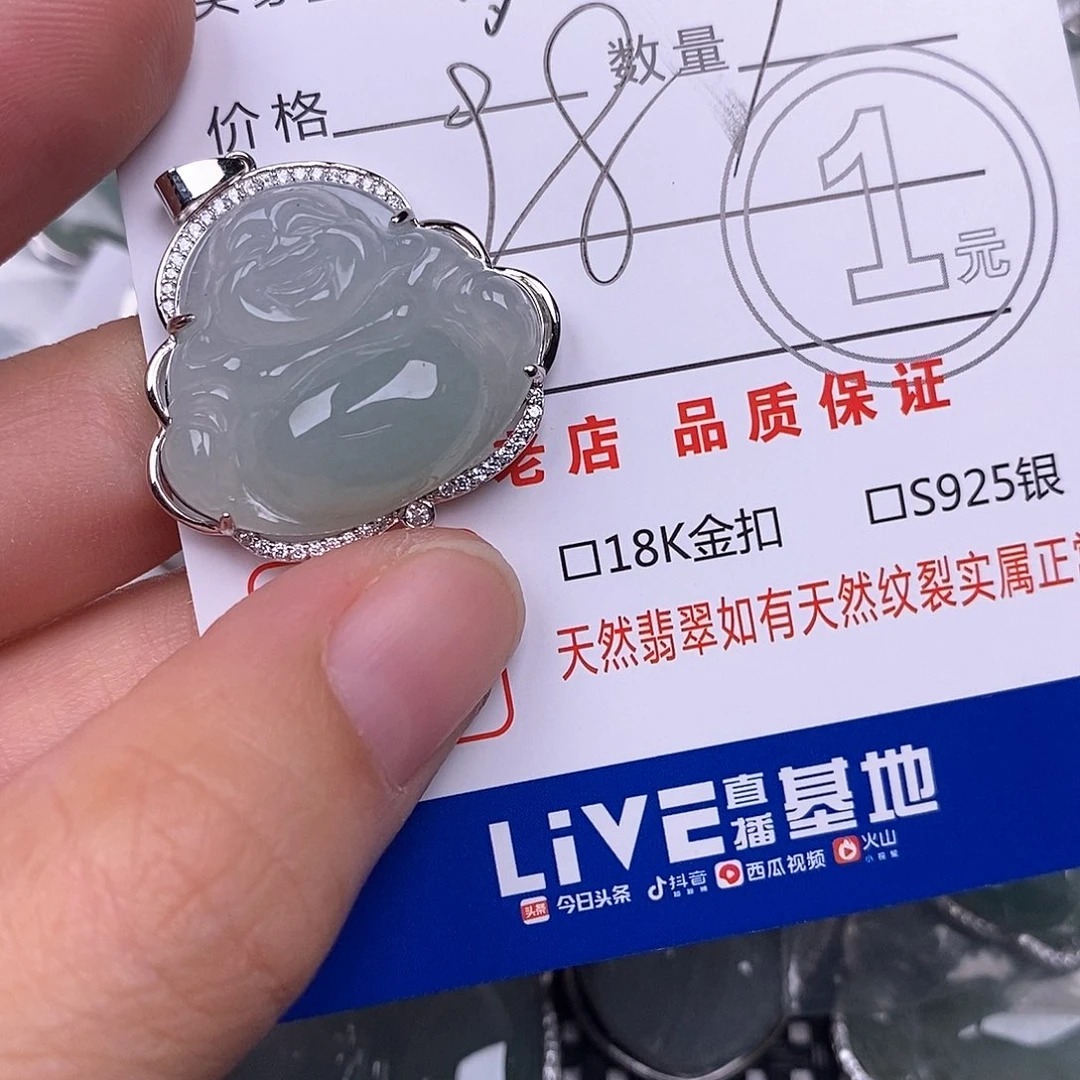 数量
价格
1元
老店 品质保证
□18K金扣 □S925银
天然翡翠如有天然纹裂实属正常
LiVE直播基地
头条 今日头条 抖音 西瓜视频 火山